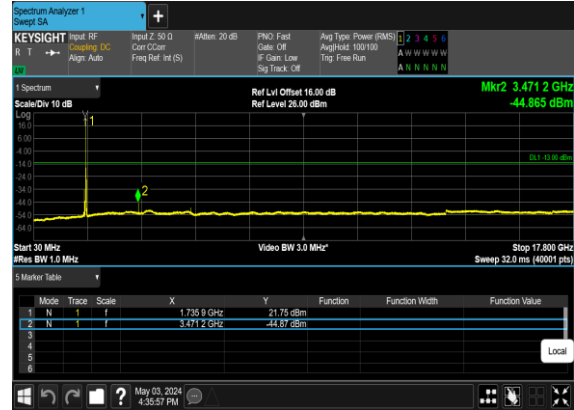 Spectrum Analyzer 1
Swept SA
+
KEYSIGHT Input: RF Input Z: 50 Ω #Atten: 20 dB PNO: Fast Avg Type: Power (RMS) 1 2 3 4 5 6
R T Coupling: DC Corr CCorr Gate: Off Avg|Hold: 100/100 A W W W W W
Align: Auto Freq Ref: Int (S) IF Gain: Low Trig: Free Run
Sig Track: Off A N N N N N
1 Spectrum Ref Lvl Offset 16.00 dB Mkr2 3.471 2 GHz
Scale/Div 10 dB Ref Level 26.00 dBm -44.865 dBm
Log
16.0 1
6.00
-4.00
-14.0 DL1 -13.00 dBm
-24.0
-34.0
-44.0 2
-54.0
-64.0
Start 30 MHz Video BW 3.0 MHz* Stop 17.800 GHz
#Res BW 1.0 MHz Sweep 32.0 ms (40001 pts)
5 Marker Table
Mode Trace Scale X Y Function Function Width Function Value
1 N 1 f 1.735 9 GHz 21.75 dBm
2 N 1 f 3.471 2 GHz -44.87 dBm
3
4
5
6
Local
? May 03, 2024
4:35:57 PM